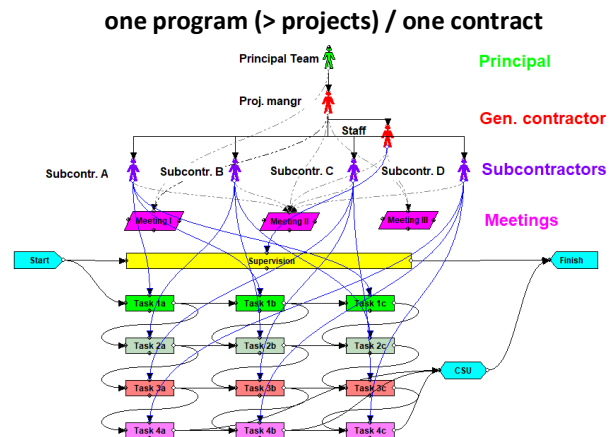 one program (> projects) / one contract
Principal Team
Principal
Proj. mangr
Gen. contractor
Staff
Subcontr. A
Subcontr. B
Subcontr. C
Subcontr. D
Subcontractors
Meeting I
Meeting II
Meeting III
Meetings
Start
Supervision
Finish
Task 1a
Task 1b
Task 1c
Task 2a
Task 2b
Task 2c
CSU
Task 3a
Task 3b
Task 3c
Task 4a
Task 4b
Task 4c